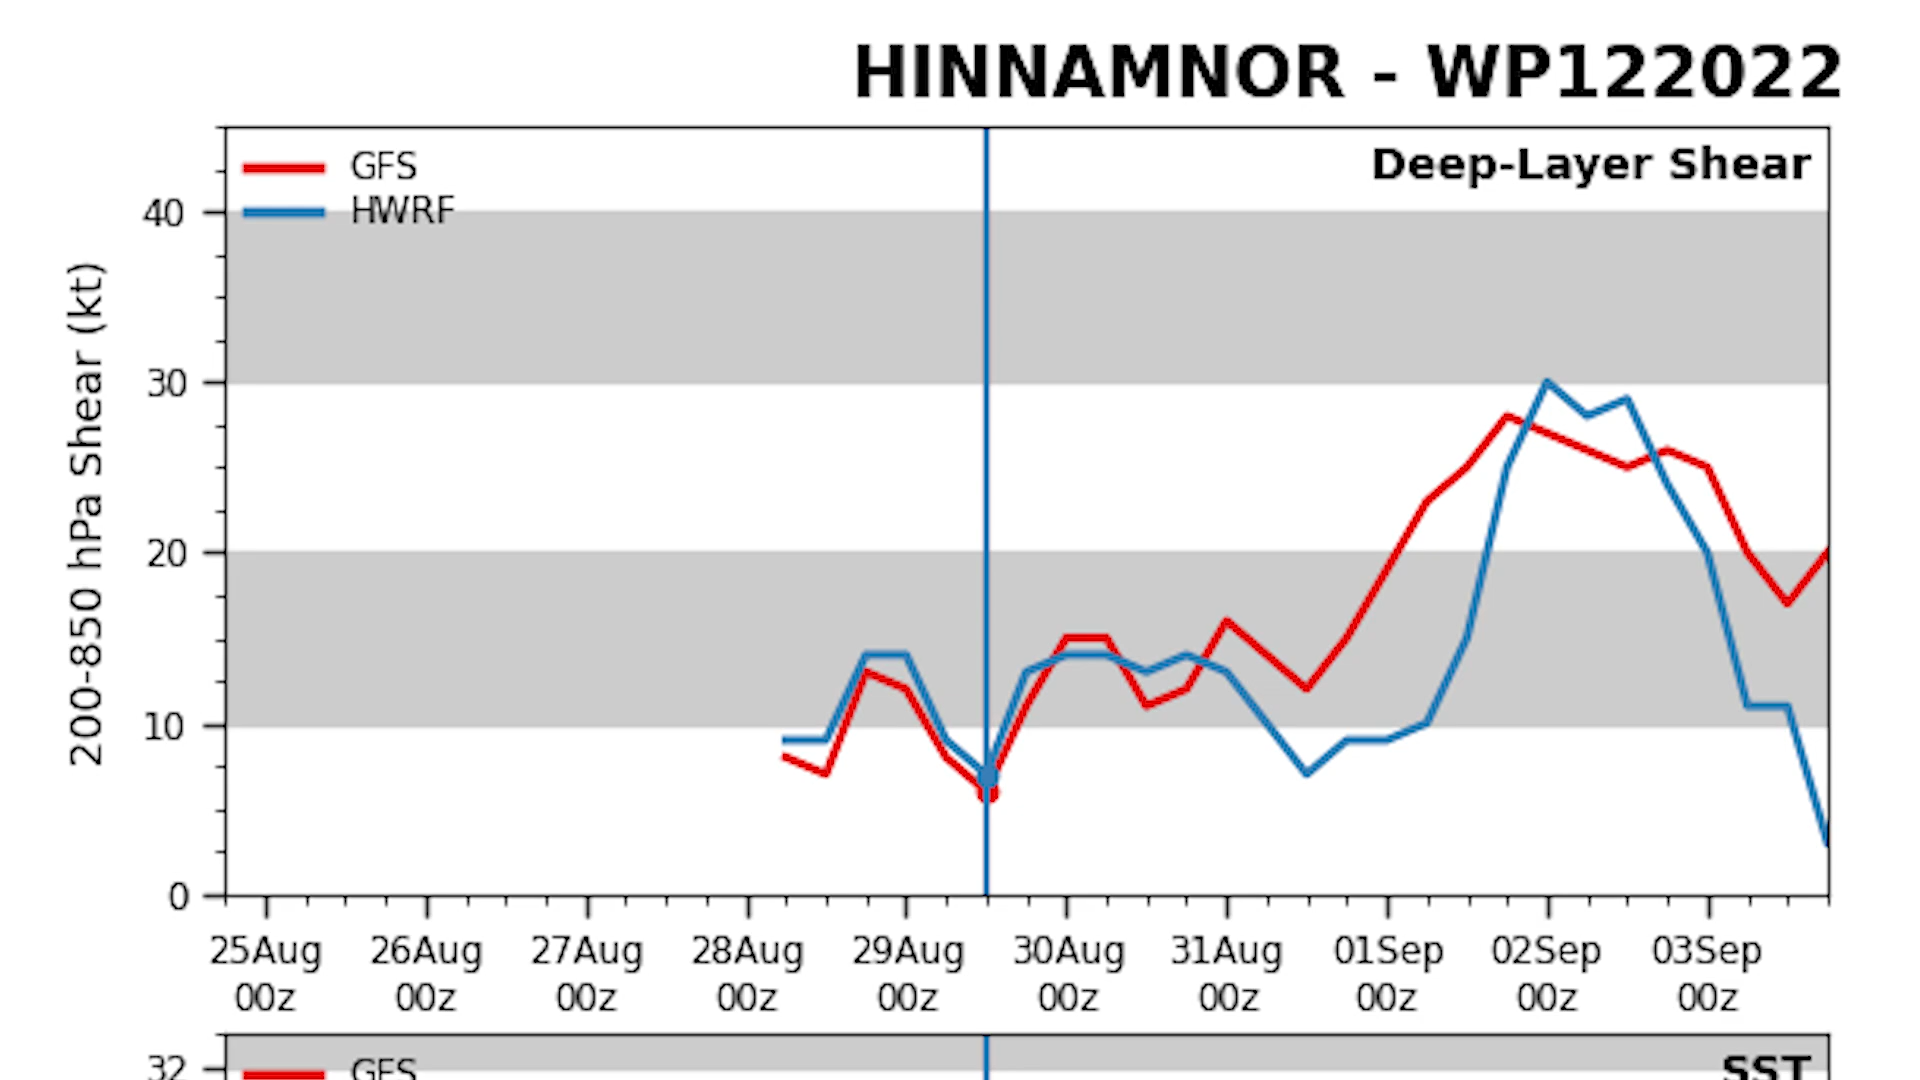 HINNAMNOR - WP122022
GFS
HWRF
Deep-Layer Shear
200-850 hPa Shear (kt)
40
30
20
10
0
25Aug 26Aug 27Aug 28Aug 29Aug 30Aug 31Aug 01Sep 02Sep 03Sep
00z 00z 00z 00z 00z 00z 00z 00z 00z 00z
32
GFS
SST